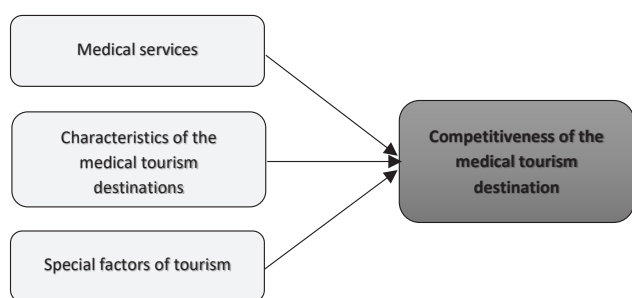 Medical services
Characteristics of the
medical tourism
destinations
Special factors of tourism
Competitiveness of the
medical tourism
destination